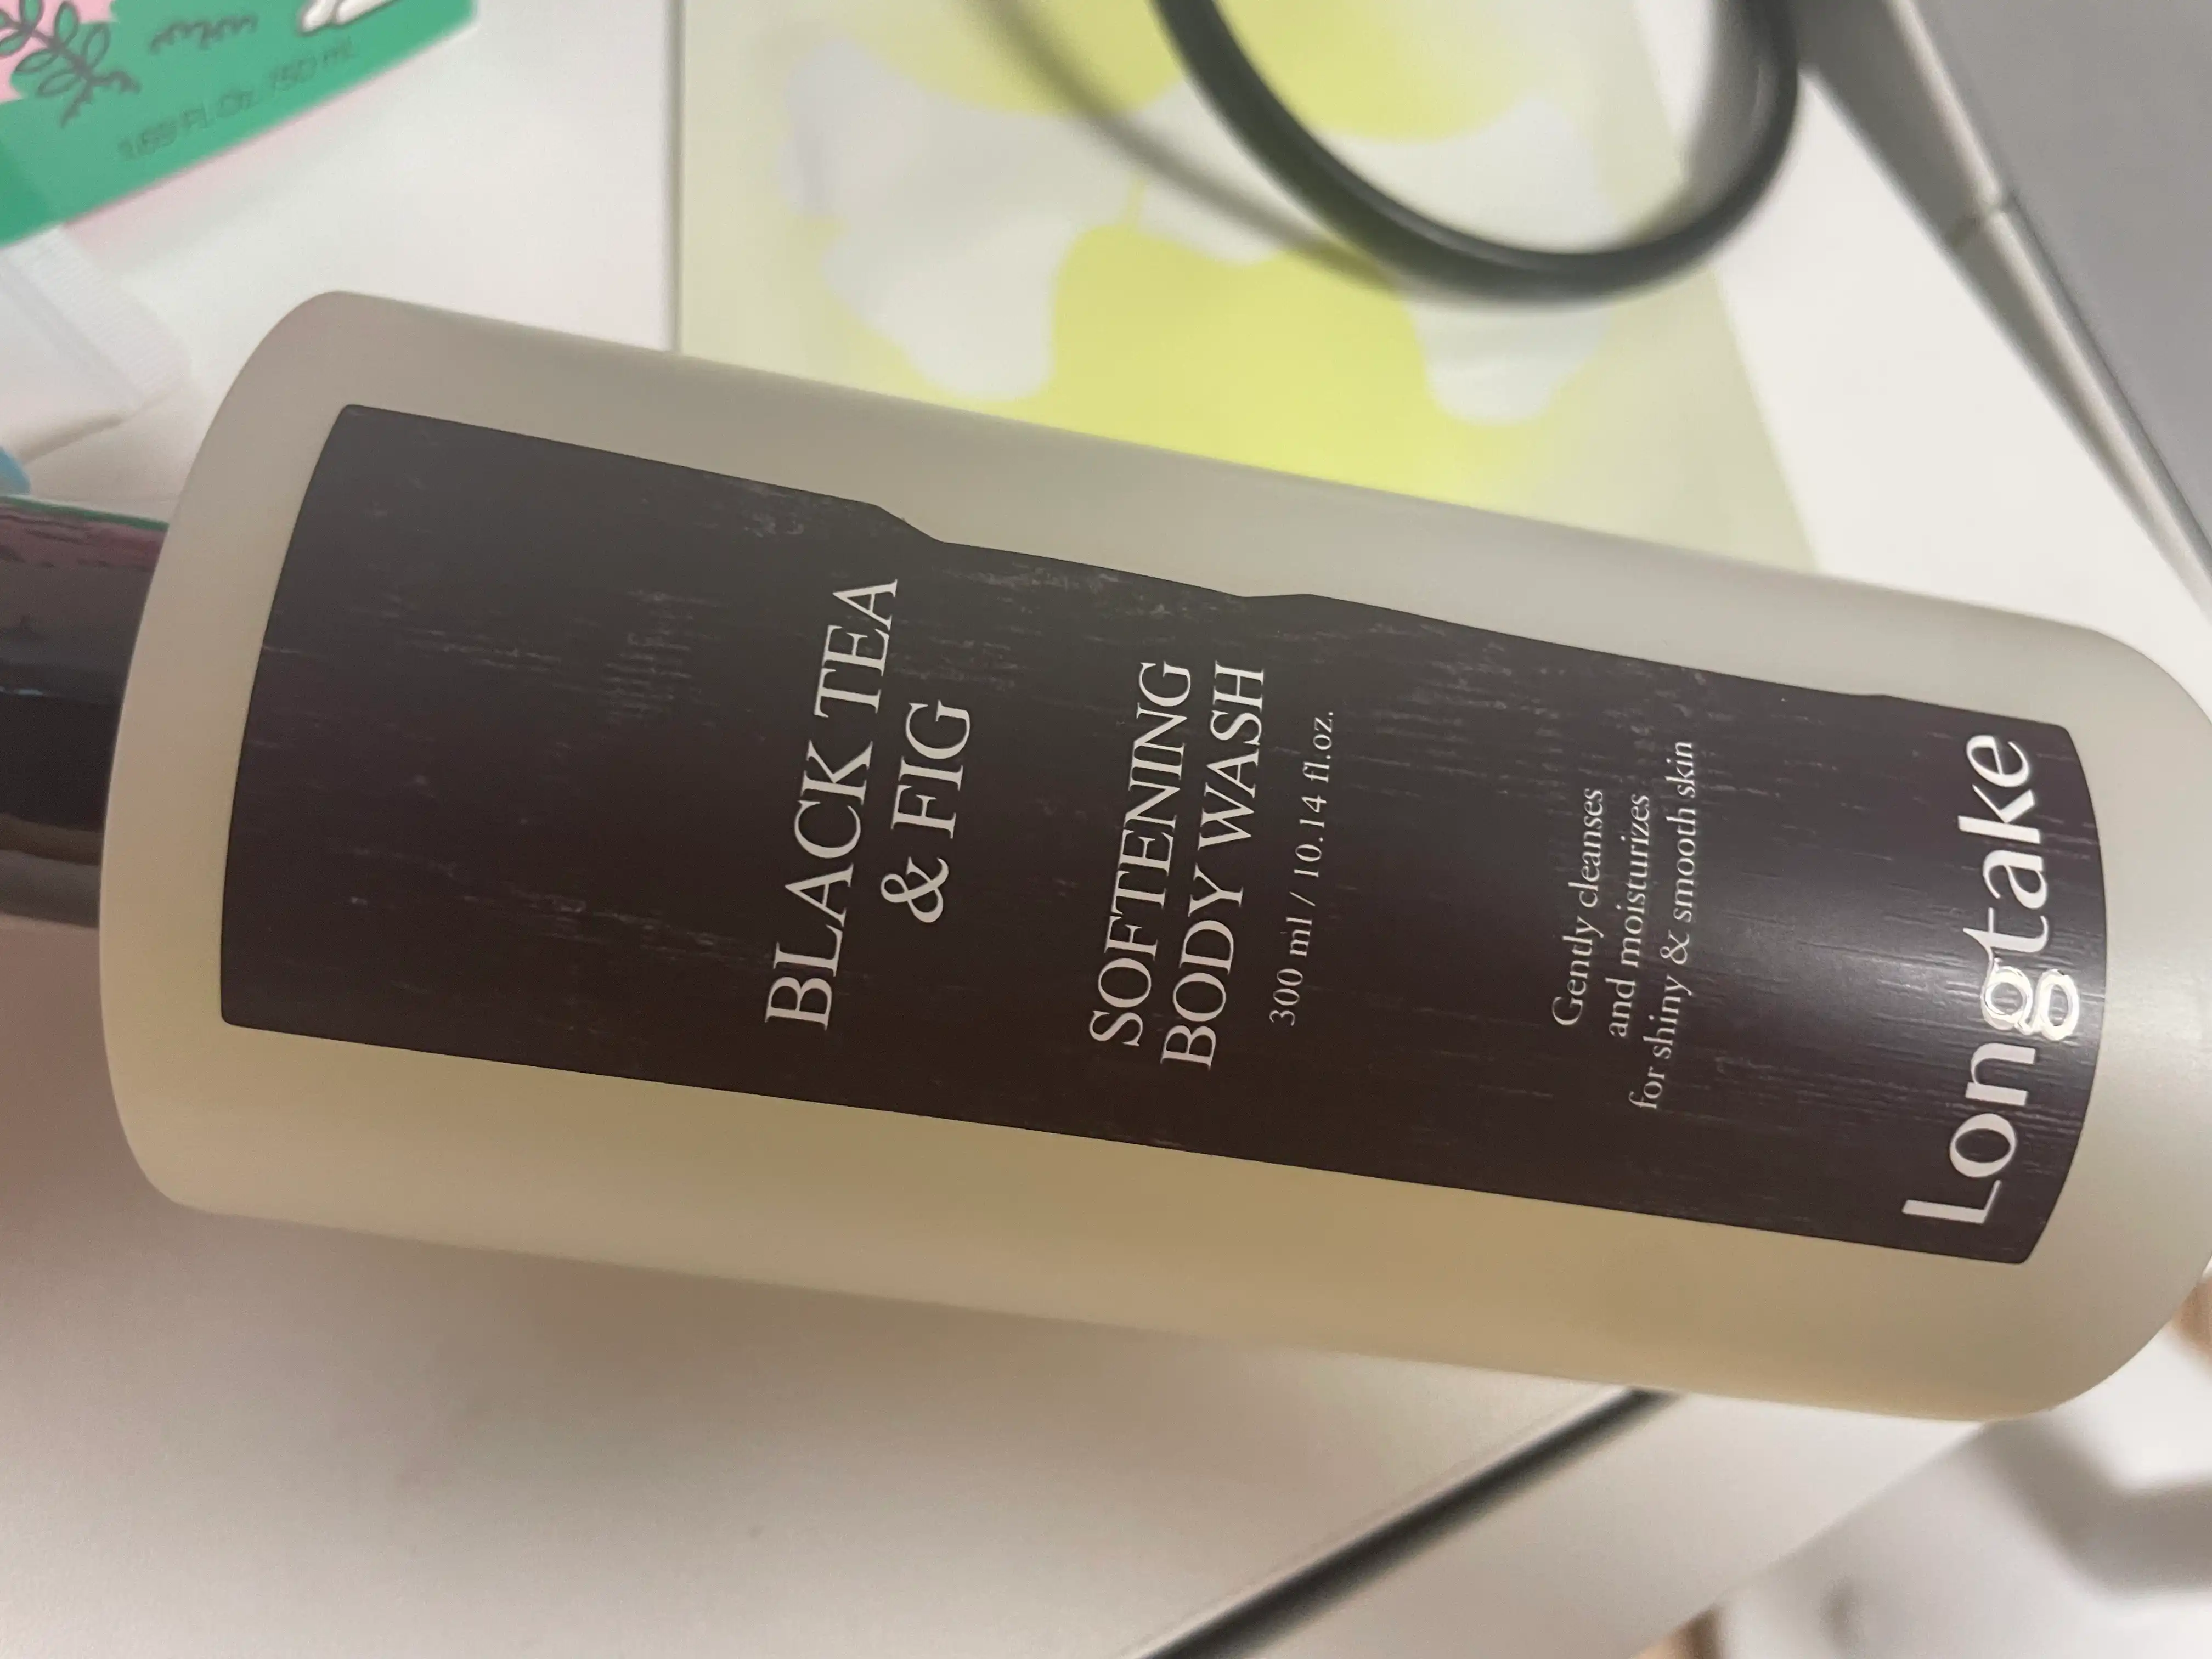 BLACK TEA
& FIG
SOFTENING
BODY WASH
300 ml / 10.14 fl.oz.
Gently cleanses
and moisturizes
for shiny & smooth skin
Longtake